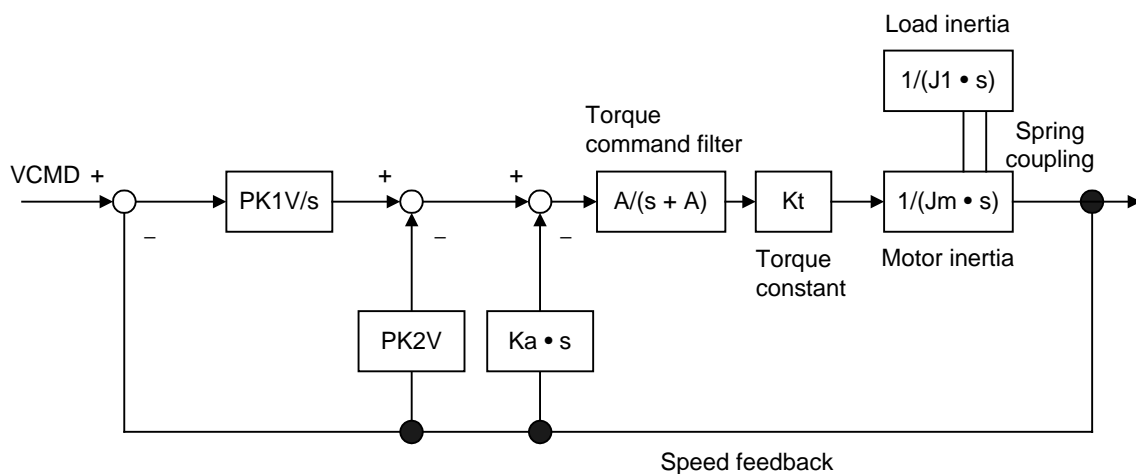 Load inertia
1/(J1 • s)
Torque
command filter
Spring
coupling
VCMD
+
PK1V/s
+
+
A/(s + A)
Kt
1/(Jm • s)
−
−
−
Torque
constant
Motor inertia
PK2V
Ka • s
Speed feedback